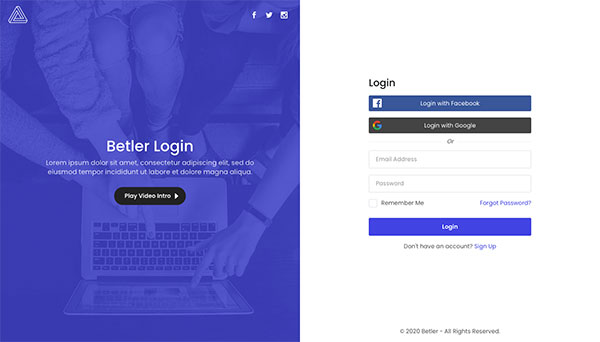 Betler Login
Lorem ipsum dolor sit amet, consectetur adipiscing elit, sed do
eiusmod tempor incididunt ut labore et dolore magna aliqua.
Play Video Intro
Login
Login with Facebook
Login with Google
Or
Email Address
Password
Remember Me
Forgot Password?
Login
Don't have an account? Sign Up
© 2020 Betler - All Rights Reserved.